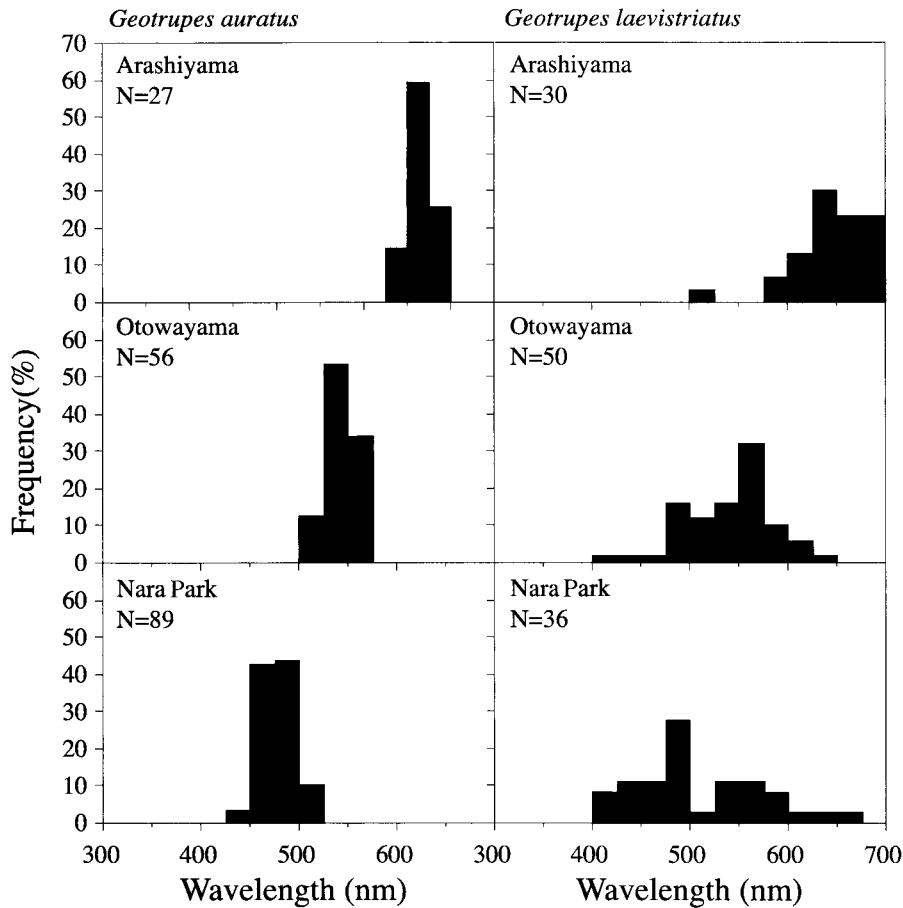 Geotrupes auratus
Geotrupes laevistriatus
Frequency(%)
70
60
50
40
30
20
10
0
Arashiyama
N=27
Arashiyama
N=30
60
50
40
30
20
10
0
Otowayama
N=56
Otowayama
N=50
60
50
40
30
20
10
0
Nara Park
N=89
Nara Park
N=36
300 400 500 600 300 400 500 600 700
Wavelength (nm)
Wavelength (nm)